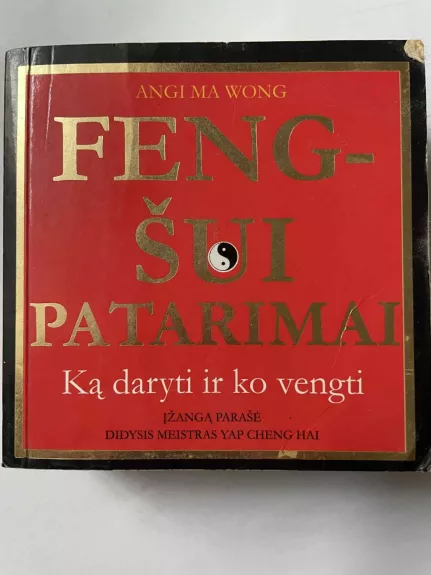 ANGI MA WONG
FENG-
ŠUI
PATARIMAI
Ką daryti ir ko vengti
ĮŽANGĄ PARAŠĖ
DIDYSIS MEISTRAS YAP CHENG HAI